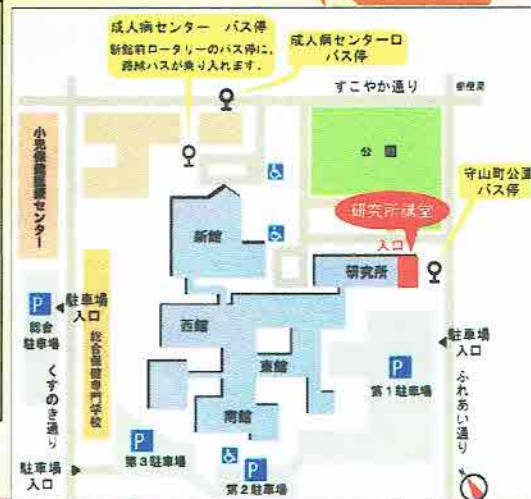 成人病センター　バス停
新館前ロータリーのバス停に、
路線バスが乗り入れます。
成人病センター口
バス停
すこやか通り
郵便局
小児保健医療センター
公園
守山町公園
バス停
研究所講堂
入口
新館
研究所
P
総合
駐車場
駐車場
入口
総合保健専門学校
西館
東館
P
第1駐車場
駐車場
入口
くすのき通り
ふれあい通り
南館
P
第3駐車場
P
第2駐車場
駐車場
入口
N